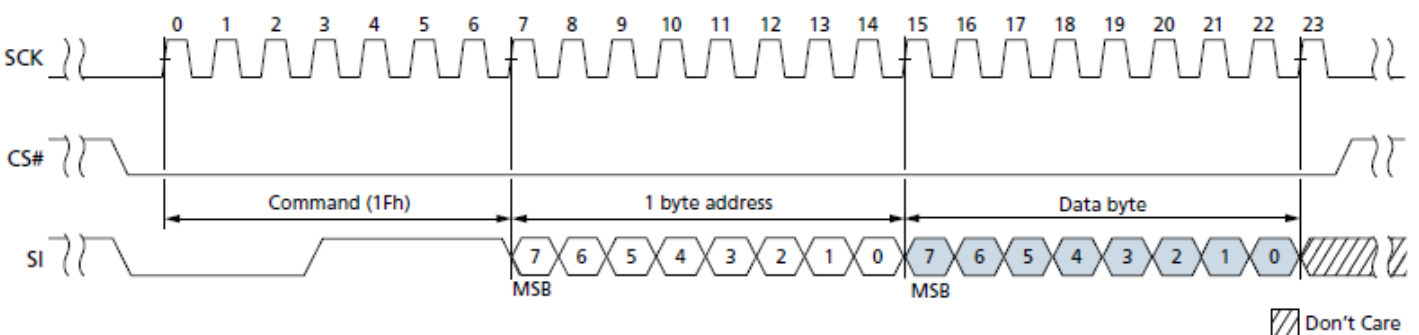 0 1 2 3 4 5 6 7 8 9 10 11 12 13 14 15 16 17 18 19 20 21 22 23
SCK
CS#
Command (1Fh) 1 byte address Data byte
SI 7 6 5 4 3 2 1 0 7 6 5 4 3 2 1 0
MSB MSB
Don't Care